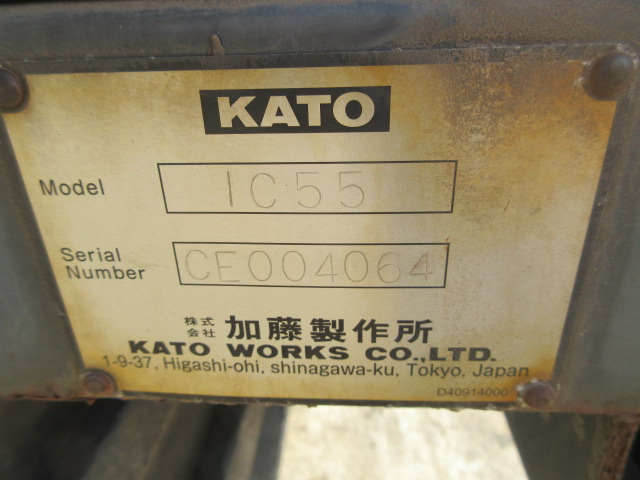 KATO
Model 1C55
Serial
Number CE004064
株式
会社 加藤製作所
KATO WORKS CO.,LTD.
1-9-37, Higashi-ohi, shinagawa-ku, Tokyo, Japan
D40914000